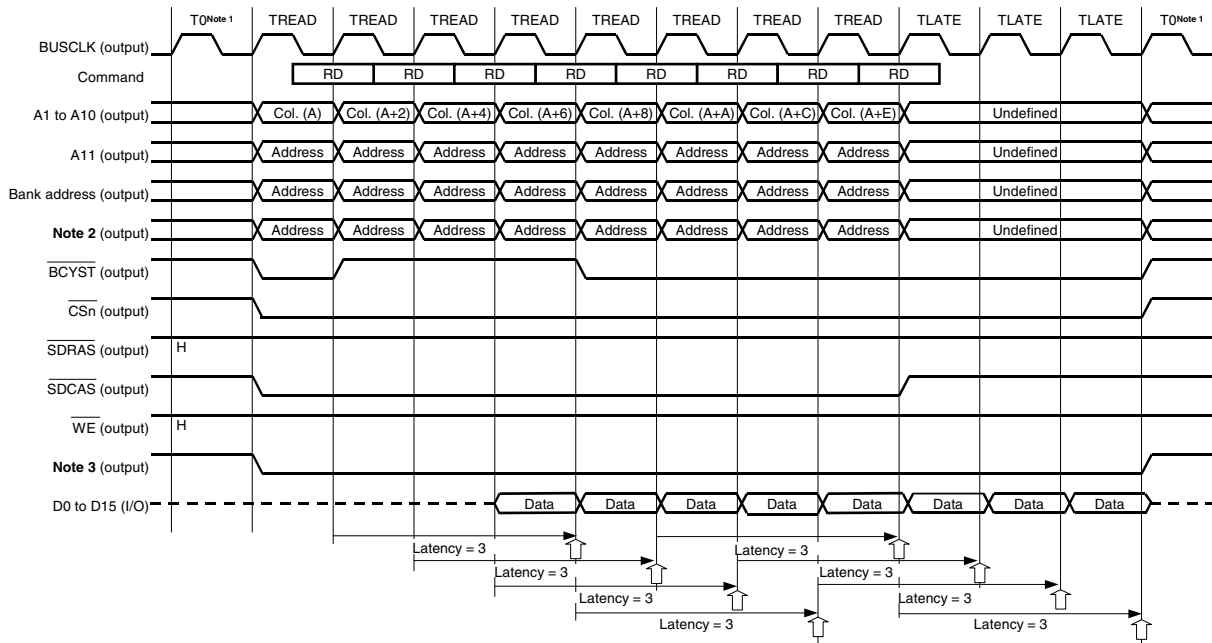 T0Note 1 TREAD TREAD TREAD TREAD TREAD TREAD TREAD TREAD TLATE TLATE TLATE T0Note 1
BUSCLK (output)
Command RD RD RD RD RD RD RD RD
A1 to A10 (output) Col. (A) Col. (A+2) Col. (A+4) Col. (A+6) Col. (A+8) Col. (A+A) Col. (A+C) Col. (A+E) Undefined
A11 (output) Address Address Address Address Address Address Address Address Undefined
Bank address (output) Address Address Address Address Address Address Address Address Undefined
Note 2 (output) Address Address Address Address Address Address Address Address Undefined
BCYST (output)
CSn (output)
SDRAS (output) H
SDCAS (output)
WE (output) H
Note 3 (output)
D0 to D15 (I/O) Data Data Data Data Data Data Data Data
Latency = 3 Latency = 3
Latency = 3 Latency = 3
Latency = 3 Latency = 3
Latency = 3 Latency = 3